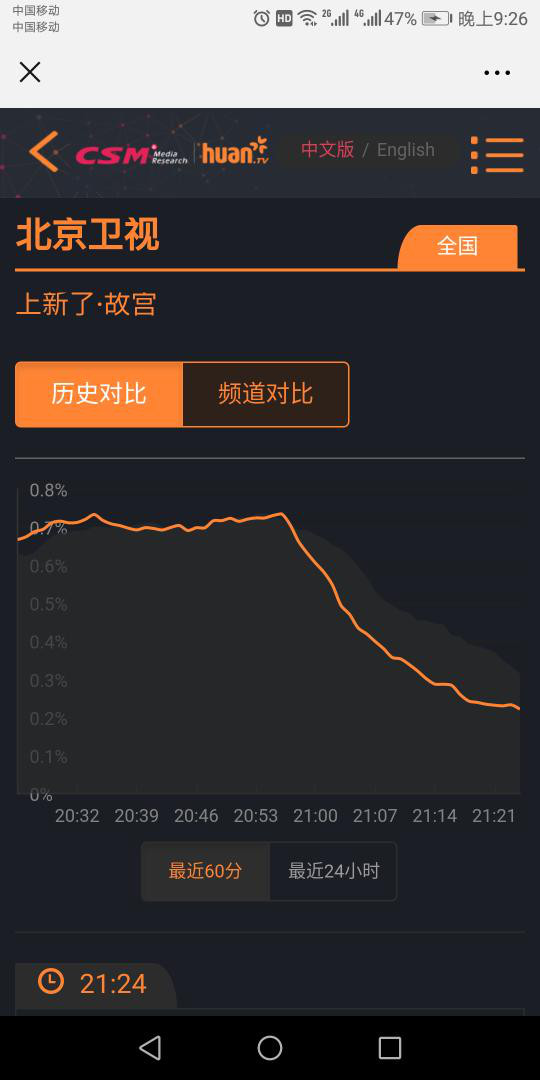 中国移动
中国移动
HD 2G 4G 47% 晚上9:26
CSM Media Research huan.TV 中文版 / English
北京卫视
全国
上新了·故宫
历史对比 频道对比
0.8%
0.7%
0.6%
0.5%
0.4%
0.3%
0.2%
0.1%
0%
20:32 20:39 20:46 20:53 21:00 21:07 21:14 21:21
最近60分 最近24小时
21:24